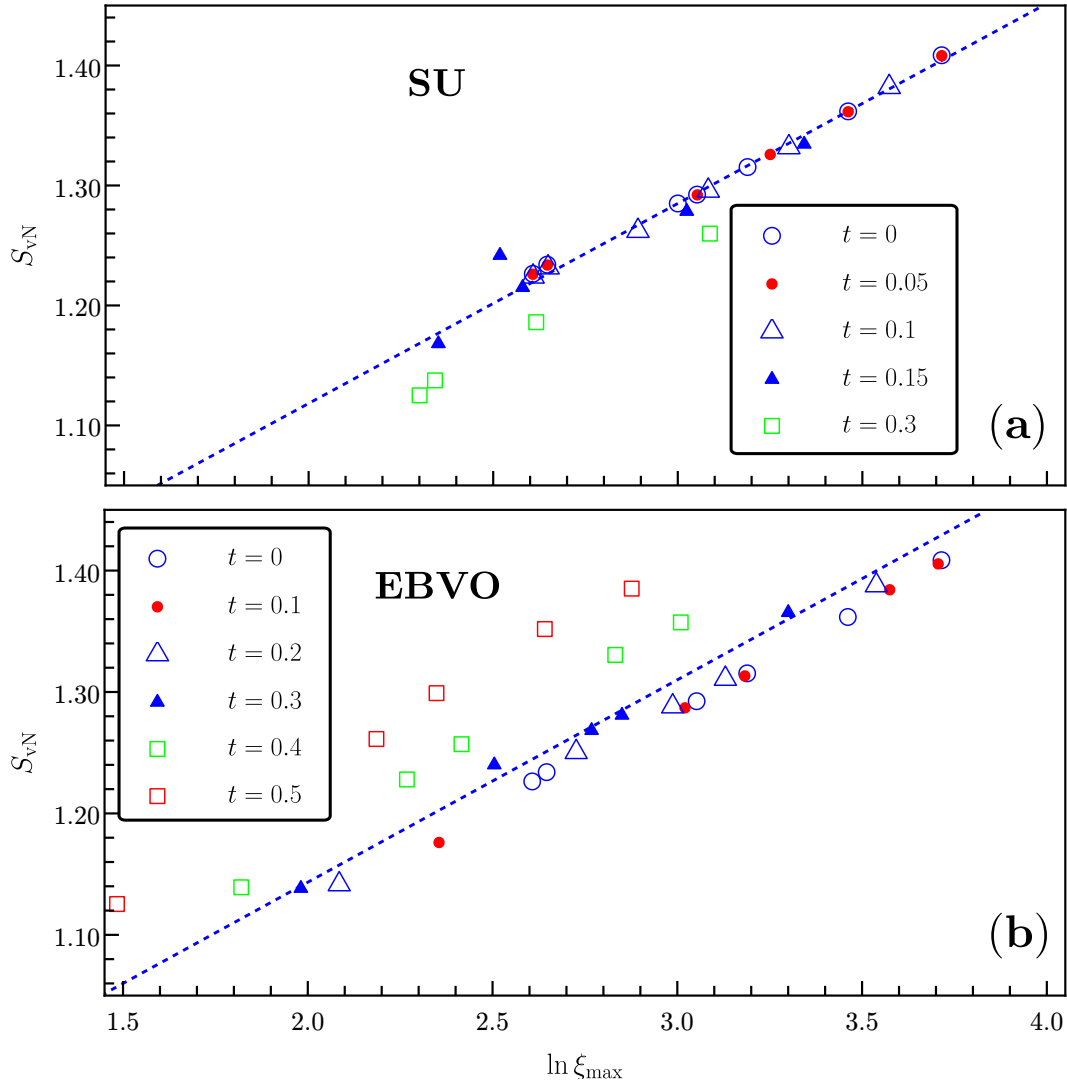 SU
S_vN
1.40
1.30
1.20
1.10
t = 0
t = 0.05
t = 0.1
t = 0.15
t = 0.3
(a)
EBVO
S_vN
1.40
1.30
1.20
1.10
t = 0
t = 0.1
t = 0.2
t = 0.3
t = 0.4
t = 0.5
(b)
1.5 2.0 2.5 3.0 3.5 4.0
ln ξ_max